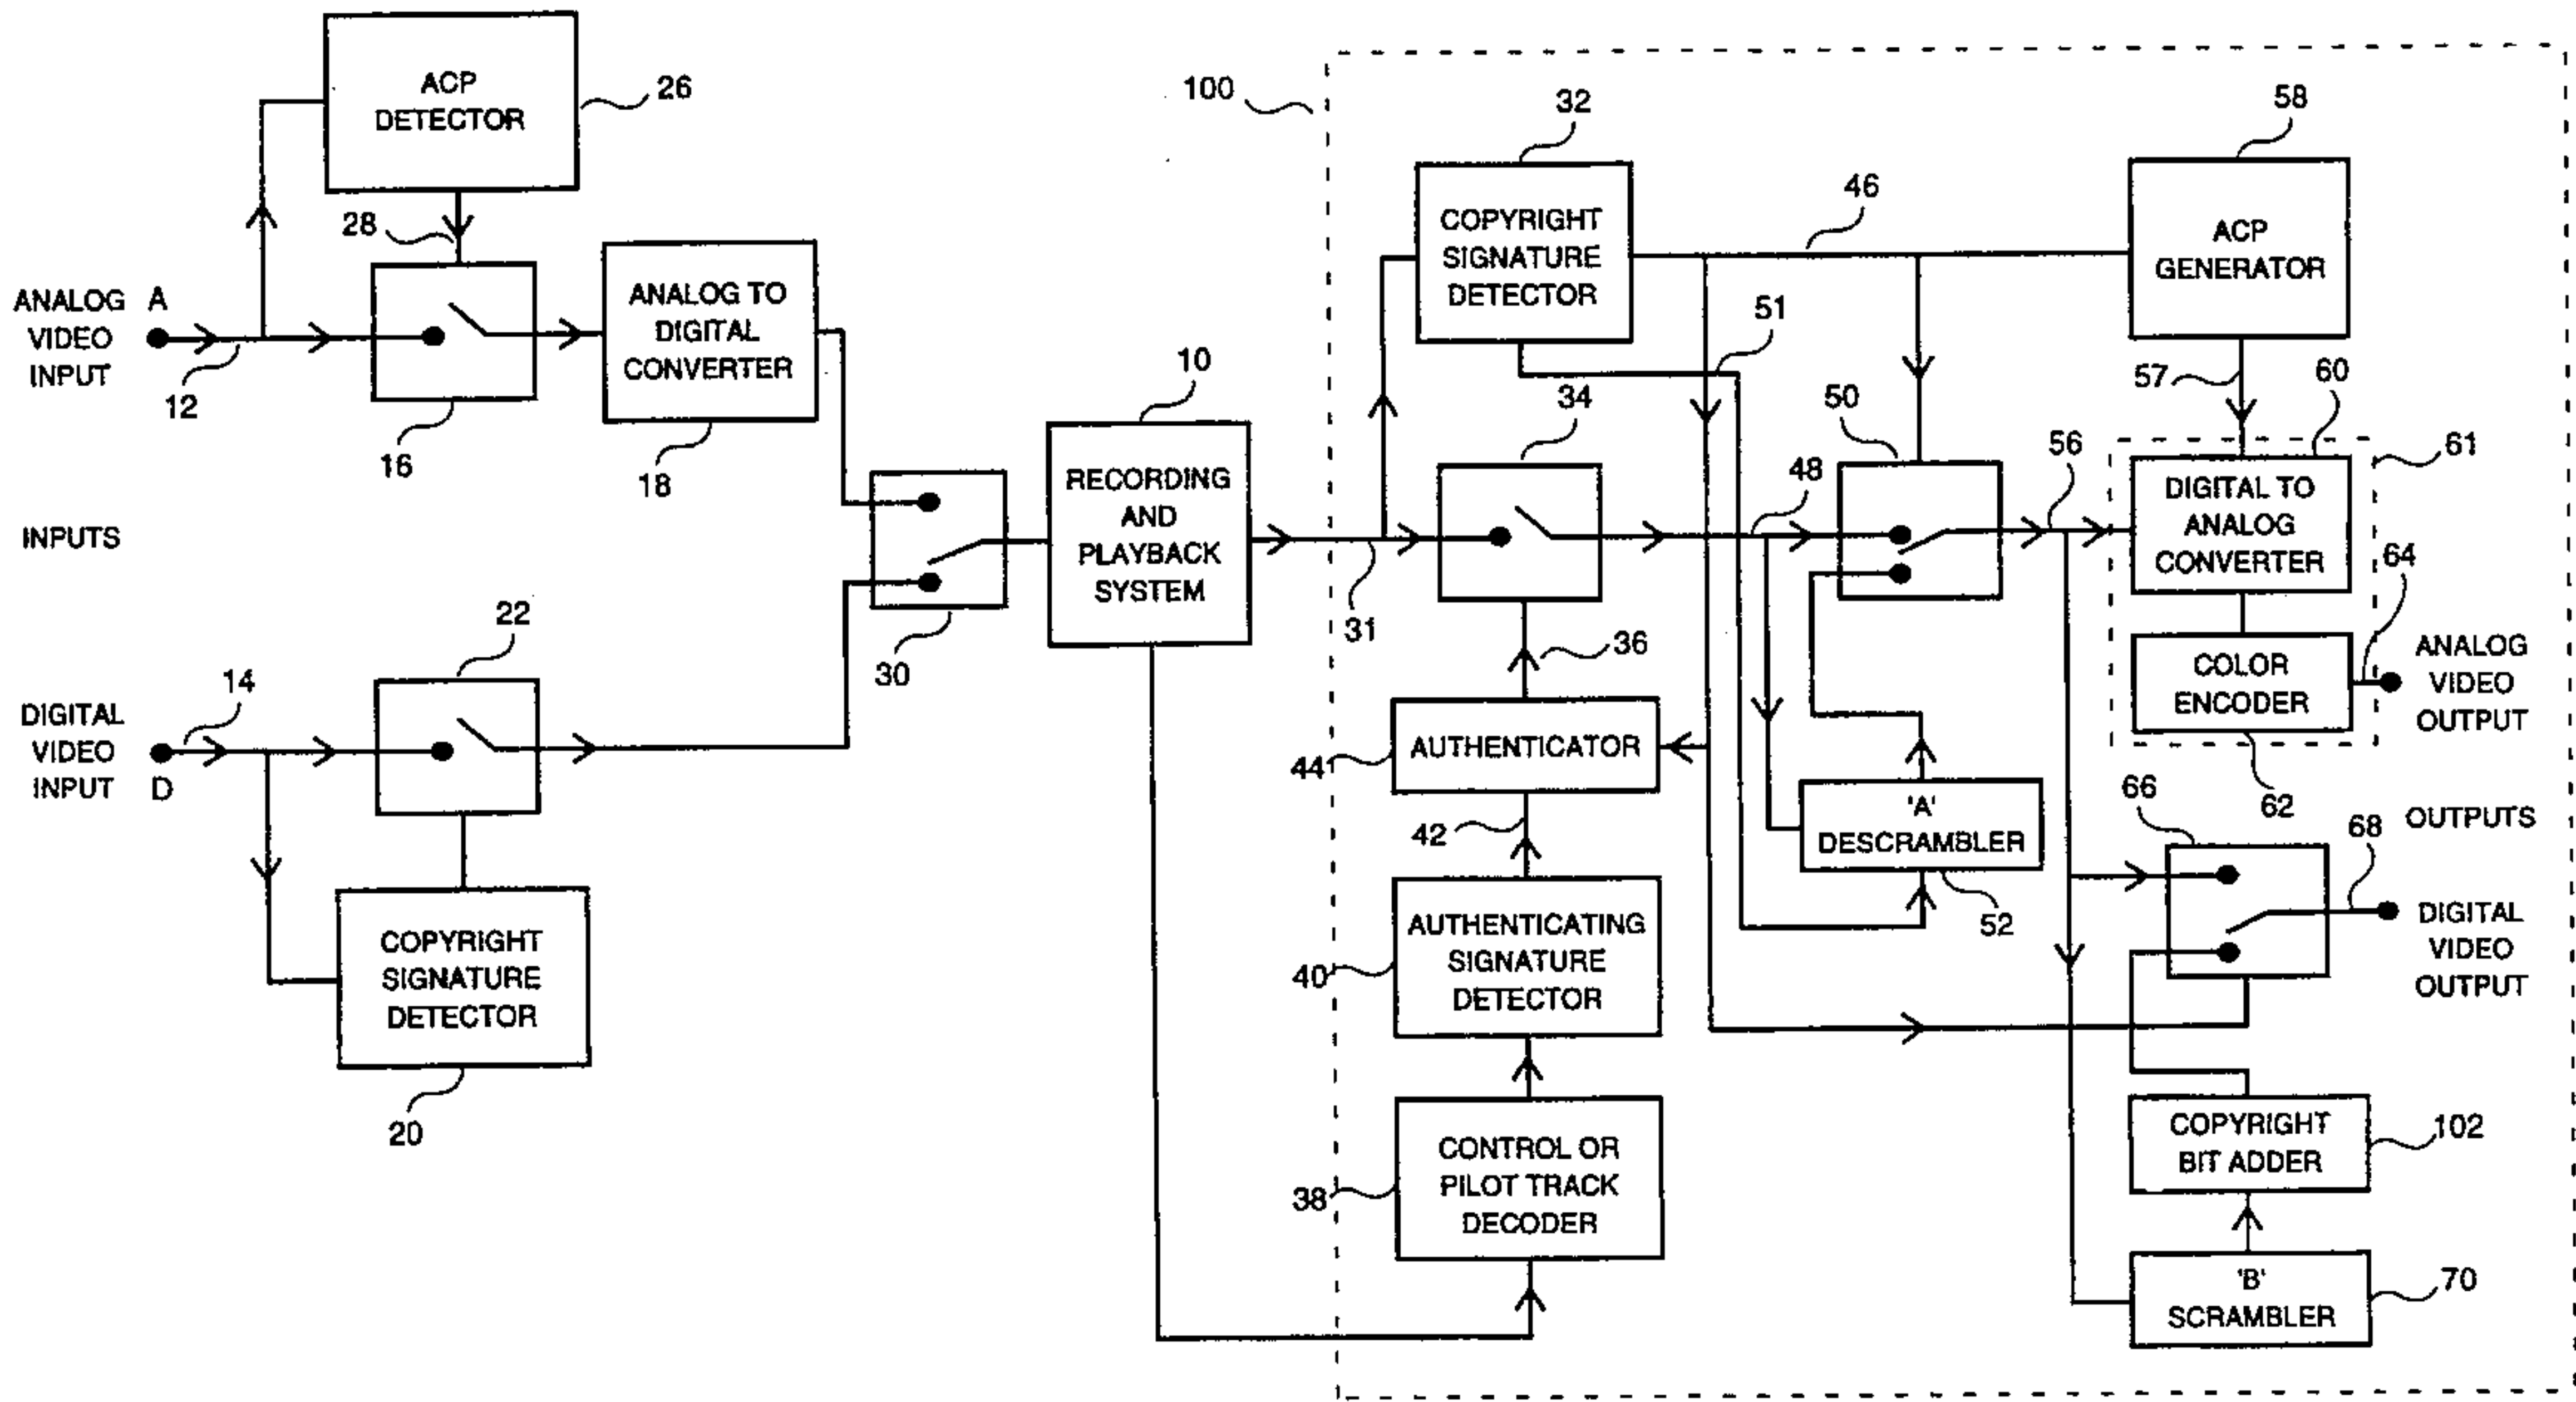 ACP
DETECTOR
26
28
ANALOG
VIDEO
INPUT
A
12
16
ANALOG TO
DIGITAL
CONVERTER
18
INPUTS
DIGITAL
VIDEO
INPUT
D
14
22
COPYRIGHT
SIGNATURE
DETECTOR
20
30
10
RECORDING
AND
PLAYBACK
SYSTEM
100
31
32
COPYRIGHT
SIGNATURE
DETECTOR
34
36
AUTHENTICATOR
44
42
AUTHENTICATING
SIGNATURE
DETECTOR
40
CONTROL OR
PILOT TRACK
DECODER
38
46
51
48
50
'A'
DESCRAMBLER
52
56
58
ACP
GENERATOR
57
60
61
DIGITAL TO
ANALOG
CONVERTER
COLOR
ENCODER
62
64
ANALOG
VIDEO
OUTPUT
OUTPUTS
66
68
DIGITAL
VIDEO
OUTPUT
COPYRIGHT
BIT ADDER
102
'B'
SCRAMBLER
70